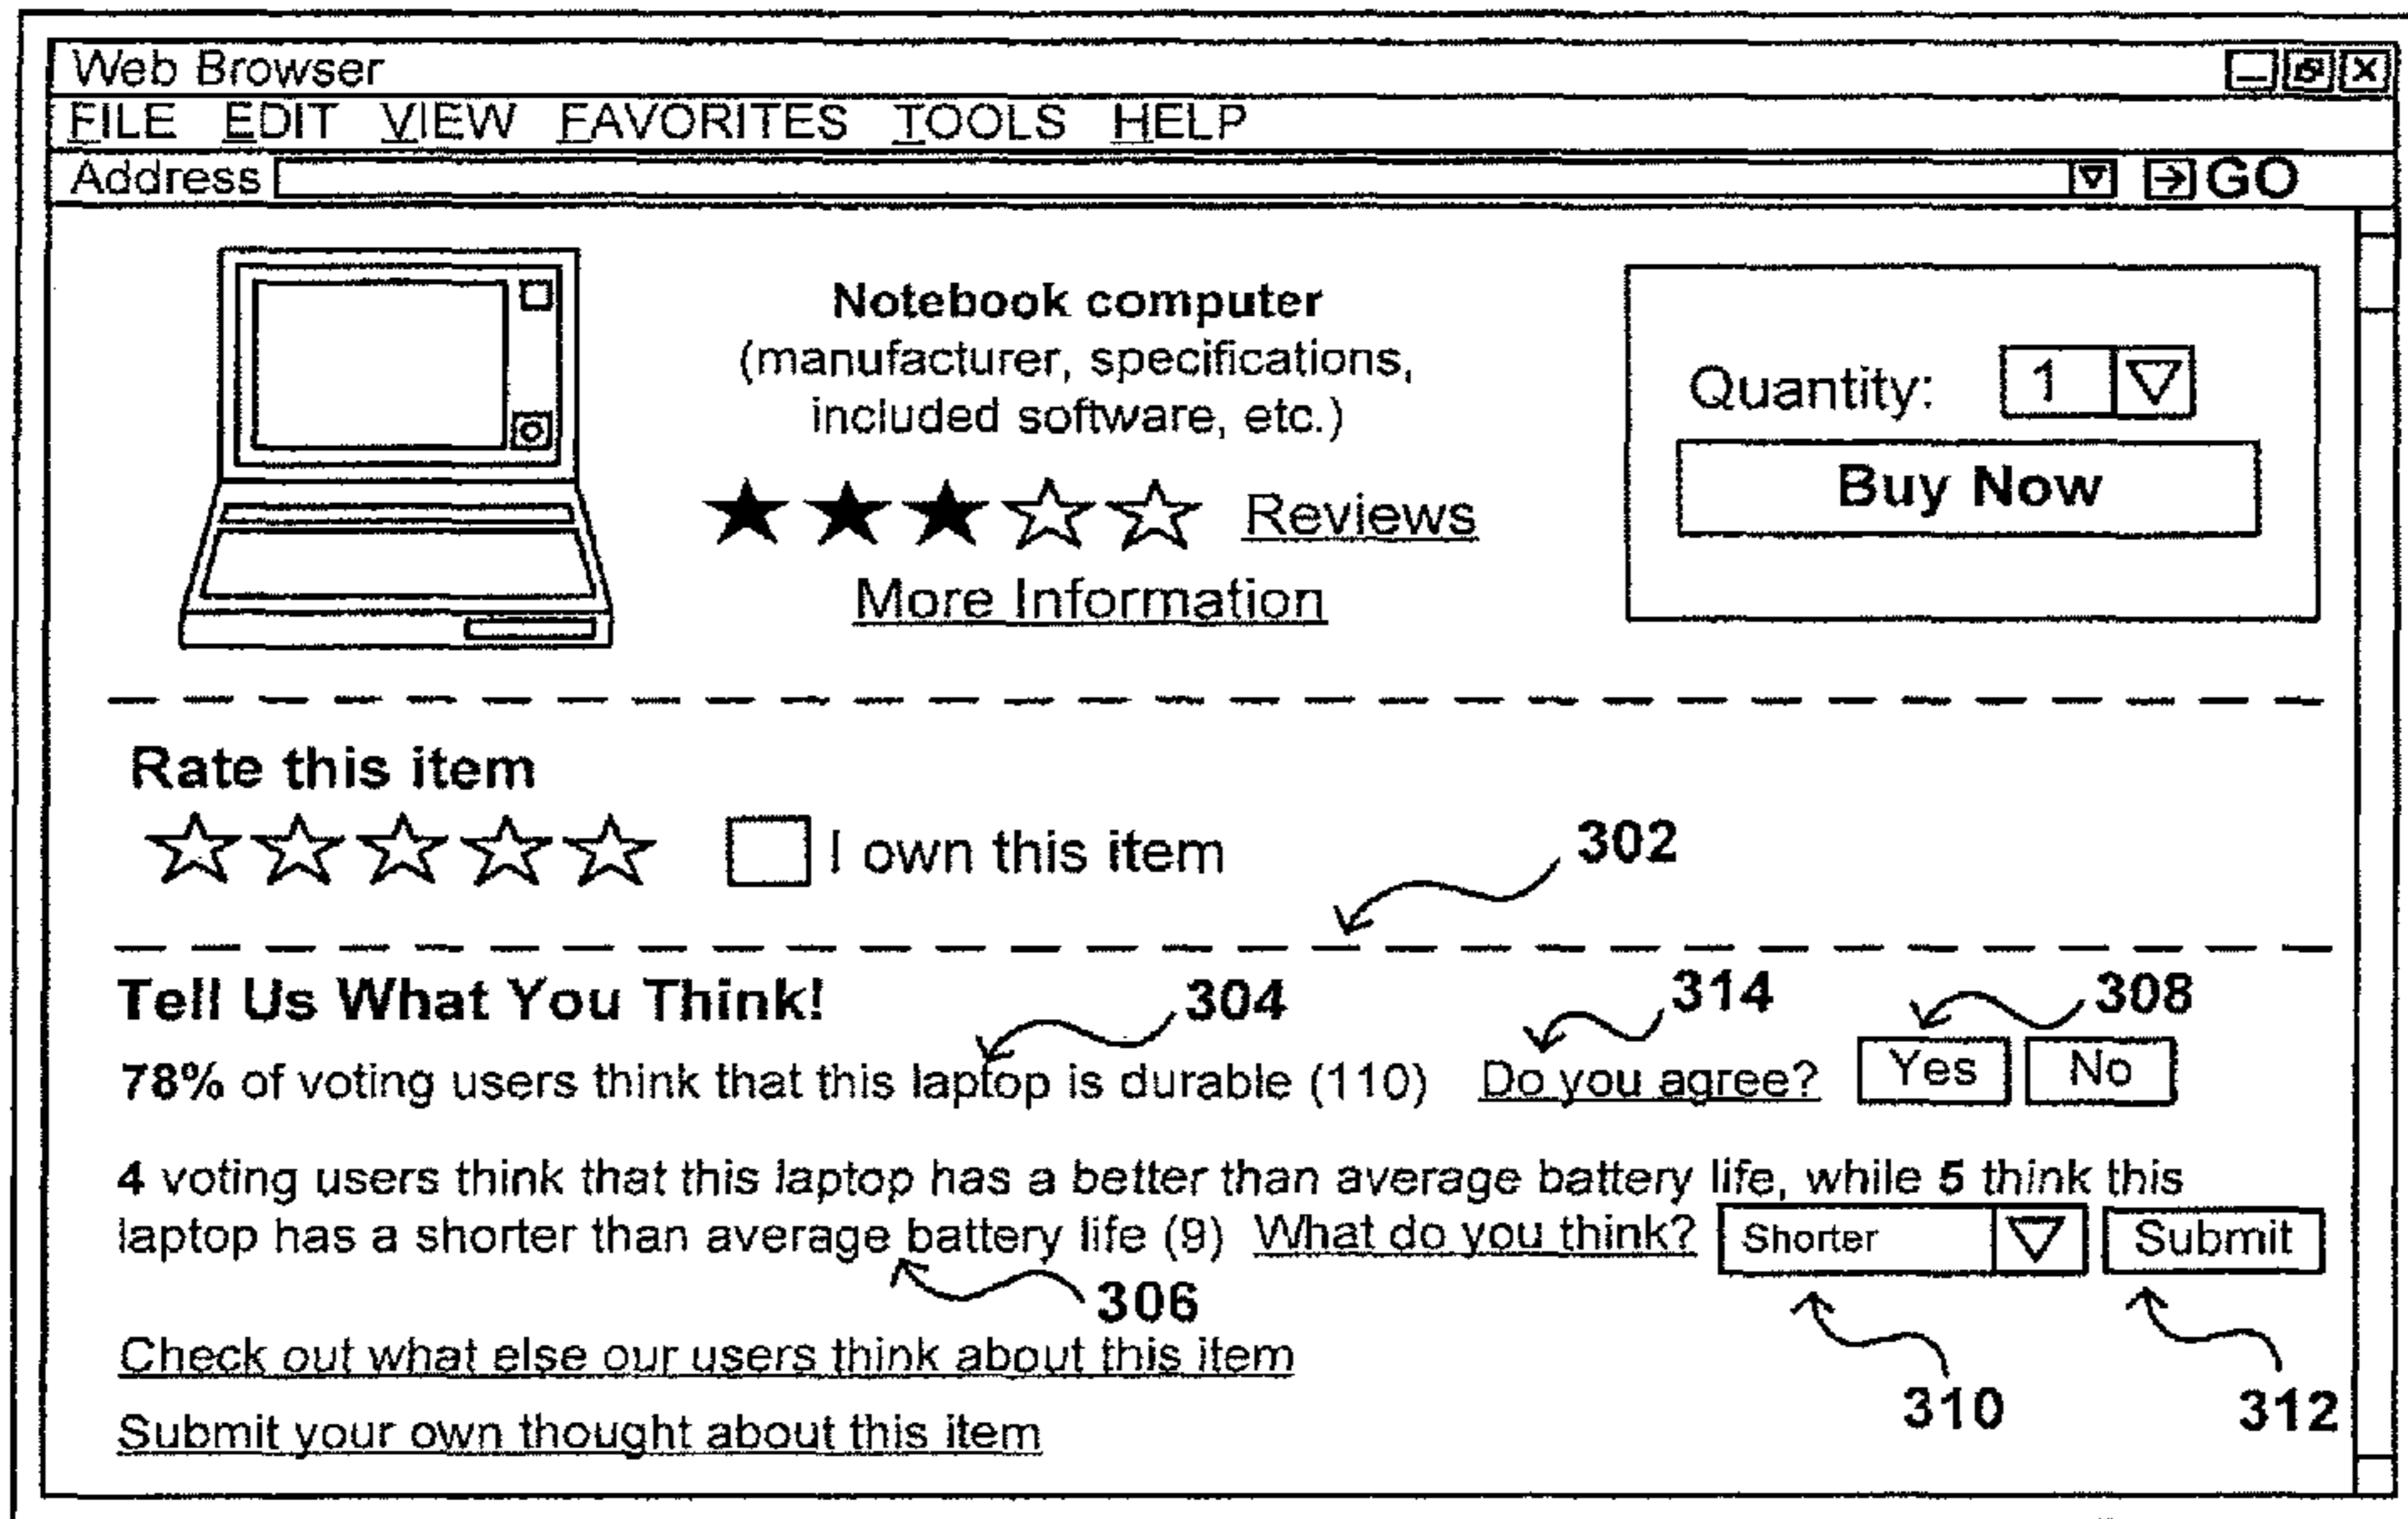 Web Browser
FILE EDIT VIEW FAVORITES TOOLS HELP
Address GO
Notebook computer
(manufacturer, specifications,
included software, etc.)
Reviews
More Information
Quantity: 1
Buy Now
Rate this item
I own this item
302
Tell Us What You Think!
304
314
308
78% of voting users think that this laptop is durable (110) Do you agree? Yes No
4 voting users think that this laptop has a better than average battery life, while 5 think this
laptop has a shorter than average battery life (9) What do you think? Shorter Submit
306
Check out what else our users think about this item
310
312
Submit your own thought about this item